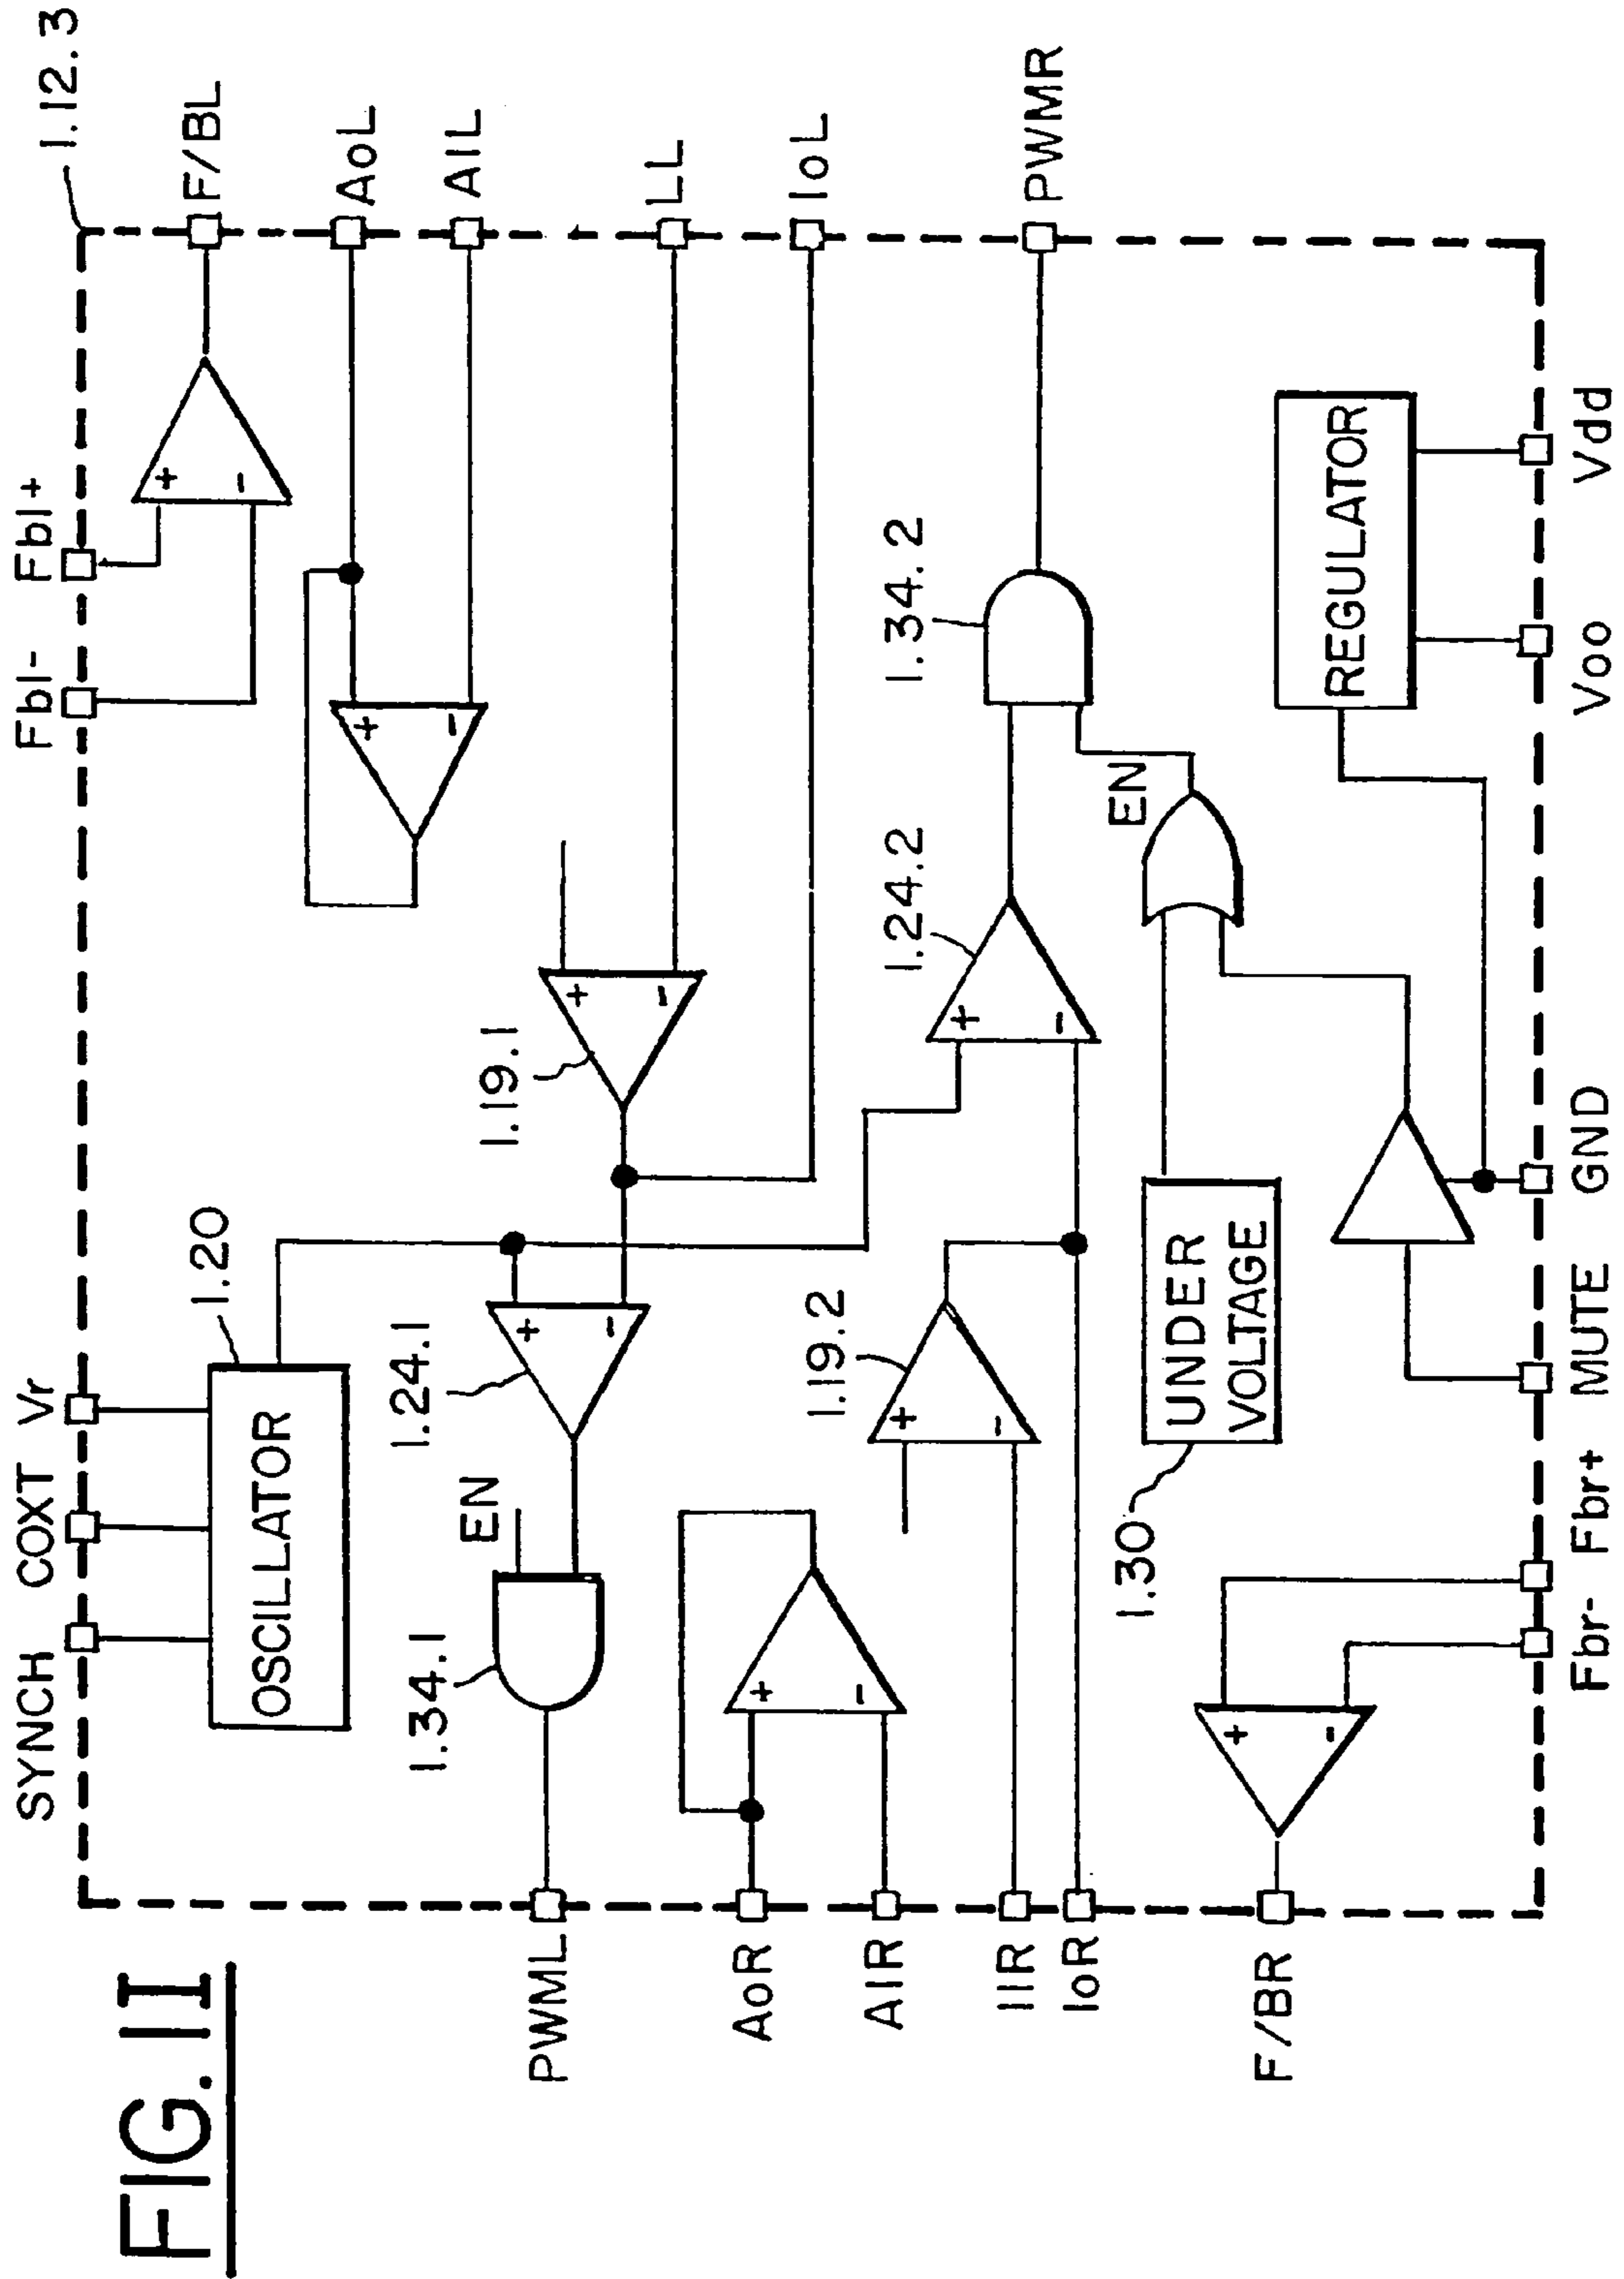 FIG. 11
1.12.3
SYNCH
COXT
Vr
Fbl-
Fbl+
F/BL
AoL
AIL
LL
IoL
PWMR
PWML
AoR
AIR
IIR
IoR
F/BR
OSCILLATOR
1.20
1.34.1
EN
1.24.1
1.19.1
1.19.2
1.24.2
1.34.2
EN
1.30
UNDER
VOLTAGE
REGULATOR
+
-
+
-
+
-
+
-
+
-
+
-
+
-
+
-
Fbr-
Fbr+
MUTE
GND
Voo
Vdd